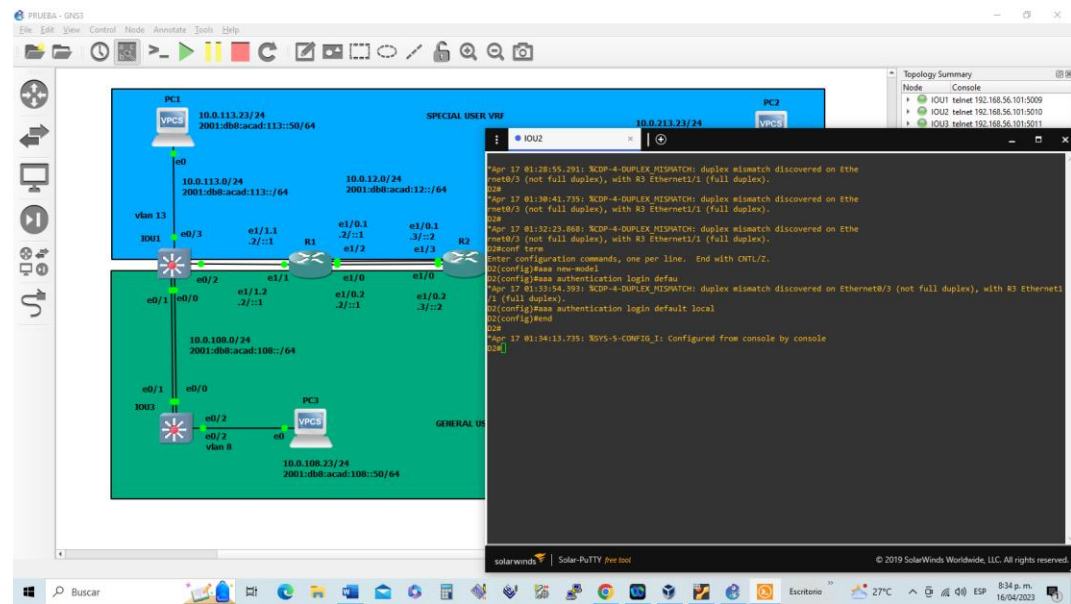 PRUEBA - GNS3
File Edit View Control Node Annotate Tools Help
Topology Summary
Node Console
IOU1 telnet 192.168.56.101:5009
IOU2 telnet 192.168.56.101:5010
IOU3 telnet 192.168.56.101:5011
PC1
VPCS
10.0.113.23/24
2001:db8:acad:113::50/64
SPECIAL USER VRF
PC2
10.0.213.23/24
VPCS
e0
10.0.113.0/24
2001:db8:acad:113::/64
10.0.12.0/24
2001:db8:acad:12::/64
vlan 13
IOU1
e0/3
e1/1.1
.2/::1
R1
e1/0.1
.2/::1
e1/2
e1/0.1
.3/::2
e1/3
R2
e0/2
e1/1
e1/0
e1/0
e0/1
e0/0
e1/1.2
.2/::1
e1/0.2
.2/::1
e1/0.2
.3/::2
10.0.108.0/24
2001:db8:acad:108::/64
e0/1
e0/0
IOU3
e0/2
e0/2
vlan 8
e0
PC3
VPCS
GENERAL US
10.0.108.23/24
2001:db8:acad:108::50/64
IOU2
*Apr 17 01:28:55.291: %CDP-4-DUPLEX_MISMATCH: duplex mismatch discovered on Ethe
rnet0/3 (not full duplex), with R3 Ethernet1/1 (full duplex).
D2#
*Apr 17 01:30:41.735: %CDP-4-DUPLEX_MISMATCH: duplex mismatch discovered on Ethe
rnet0/3 (not full duplex), with R3 Ethernet1/1 (full duplex).
D2#
*Apr 17 01:32:23.868: %CDP-4-DUPLEX_MISMATCH: duplex mismatch discovered on Ethe
rnet0/3 (not full duplex), with R3 Ethernet1/1 (full duplex).
D2#conf term
Enter configuration commands, one per line. End with CNTL/Z.
D2(config)#aaa new-model
D2(config)#aaa authentication login defau
*Apr 17 01:33:54.393: %CDP-4-DUPLEX_MISMATCH: duplex mismatch discovered on Ethernet0/3 (not full duplex), with R3 Ethernet1
/1 (full duplex).
D2(config)#aaa authentication login default local
D2(config)#end
D2#
*Apr 17 01:34:13.735: %SYS-5-CONFIG_I: Configured from console by console
D2#
solarwinds Solar-PuTTY free tool
© 2019 SolarWinds Worldwide, LLC. All rights reserved.
Buscar
Escritorio
27°C
ESP
8:34 p. m.
16/04/2023